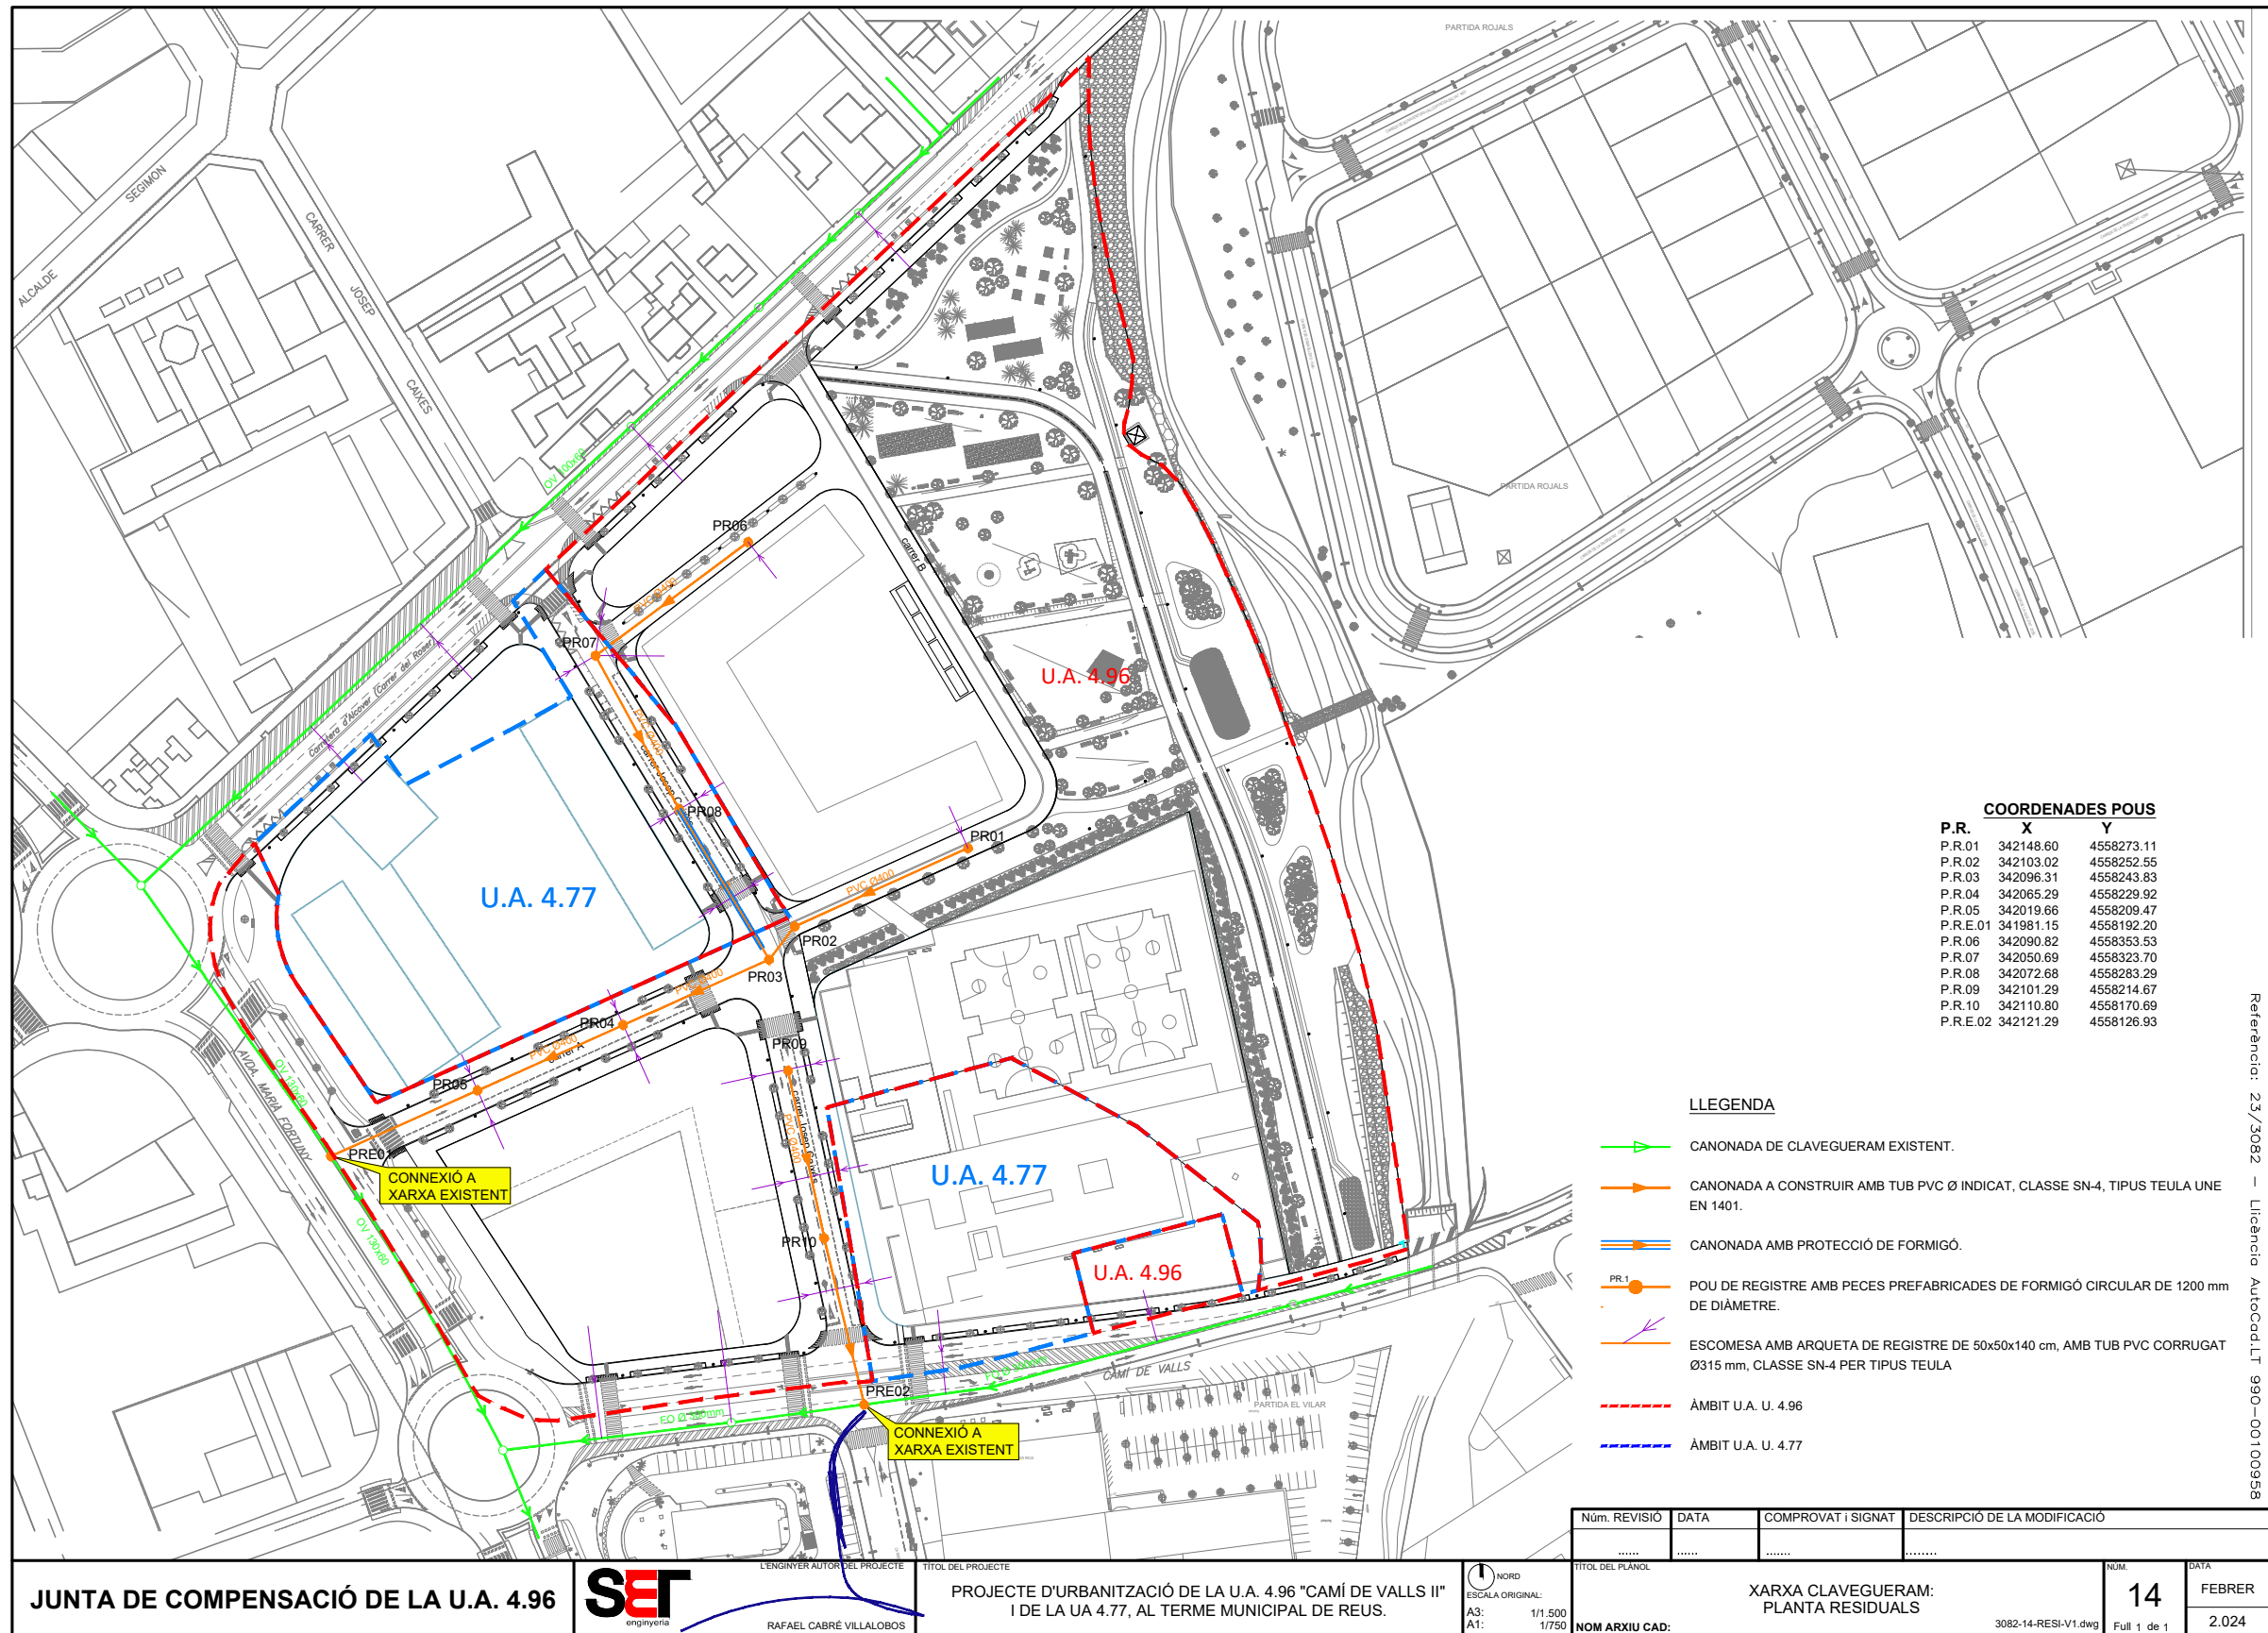 PARTIDA ROJALS
SEGIMON
ALCALDE
CARRER
JOSEP
CAIXES
OV 100x60
PR06
carrer B
PVC Ø400
PARTIDA ROJALS
PR07
U.A. 4.96
Carretera d'Alcover (Carrer del Roser)
PVC Ø400
PR08
PR01
U.A. 4.77
PVC Ø400
PR02
PR03
PVC Ø400
PR04
PVC Ø400
carrer A
PR09
PR05
OV 130x60
AVDA. MARIA FORTUNY
PVC Ø400
PRE01
CONNEXIÓ A
XARXA EXISTENT
U.A. 4.77
OV 130x60
PR10
U.A. 4.96
CAMÍ DE VALLS
PRE02
PARTIDA EL VILAR
CONNEXIÓ A
XARXA EXISTENT
COORDENADES POUS
P.R. X Y
P.R.01 342148.60 4558273.11
P.R.02 342103.02 4558252.55
P.R.03 342096.31 4558243.83
P.R.04 342065.29 4558229.92
P.R.05 342019.66 4558209.47
P.R.E.01 341981.15 4558192.20
P.R.06 342090.82 4558353.53
P.R.07 342050.69 4558323.70
P.R.08 342072.68 4558283.29
P.R.09 342101.29 4558214.67
P.R.10 342110.80 4558170.69
P.R.E.02 342121.29 4558126.93
LLEGENDA
CANONADA DE CLAVEGUERAM EXISTENT.
CANONADA A CONSTRUIR AMB TUB PVC Ø INDICAT, CLASSE SN-4, TIPUS TEULA UNE
EN 1401.
CANONADA AMB PROTECCIÓ DE FORMIGÓ.
PR.1
POU DE REGISTRE AMB PECES PREFABRICADES DE FORMIGÓ CIRCULAR DE 1200 mm
DE DIÀMETRE.
ESCOMESA AMB ARQUETA DE REGISTRE DE 50x50x140 cm, AMB TUB PVC CORRUGAT
Ø315 mm, CLASSE SN-4 PER TIPUS TEULA
ÀMBIT U.A. U. 4.96
ÀMBIT U.A. U. 4.77
Referència: 23/3082 – Llicència AutoCad.LT 990-00100958
Núm. REVISIÓ DATA COMPROVAT i SIGNAT DESCRIPCIÓ DE LA MODIFICACIÓ
...... ...... ....... ........
JUNTA DE COMPENSACIÓ DE LA U.A. 4.96
SET
enginyeria
L'ENGINYER AUTOR DEL PROJECTE
RAFAEL CABRÉ VILLALOBOS
TÍTOL DEL PROJECTE
PROJECTE D'URBANITZACIÓ DE LA U.A. 4.96 "CAMÍ DE VALLS II"
I DE LA UA 4.77, AL TERME MUNICIPAL DE REUS.
NORD
ESCALA ORIGINAL:
A3: 1/1.500
A1: 1/750
TÍTOL DEL PLÀNOL
XARXA CLAVEGUERAM:
PLANTA RESIDUALS
NOM ARXIU CAD: 3082-14-RESI-V1.dwg
NÚM.
14
Full 1 de 1
DATA
FEBRER
2.024